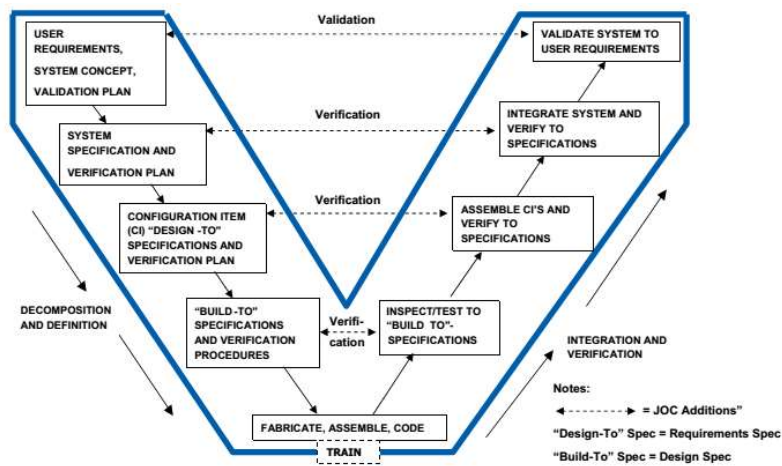 Validation
USER
REQUIREMENTS,
SYSTEM CONCEPT,
VALIDATION PLAN
VALIDATE SYSTEM TO
USER REQUIREMENTS
Verification
SYSTEM
SPECIFICATION AND
VERIFICATION PLAN
INTEGRATE SYSTEM AND
VERIFY TO
SPECIFICATIONS
Verification
CONFIGURATION ITEM
(CI) “DESIGN -TO”
SPECIFICATIONS AND
VERIFICATION PLAN
ASSEMBLE CI'S AND
VERIFY TO
SPECIFICATIONS
DECOMPOSITION
AND DEFINITION
“BUILD-TO”
SPECIFICATIONS
AND VERIFICATION
PROCEDURES
Verifi-
cation
INSPECT/TEST TO
“BUILD TO”-
SPECIFICATIONS
INTEGRATION AND
VERIFICATION
FABRICATE, ASSEMBLE, CODE
TRAIN
Notes:
= JOC Additions”
“Design-To” Spec = Requirements Spec
“Build-To” Spec = Design Spec